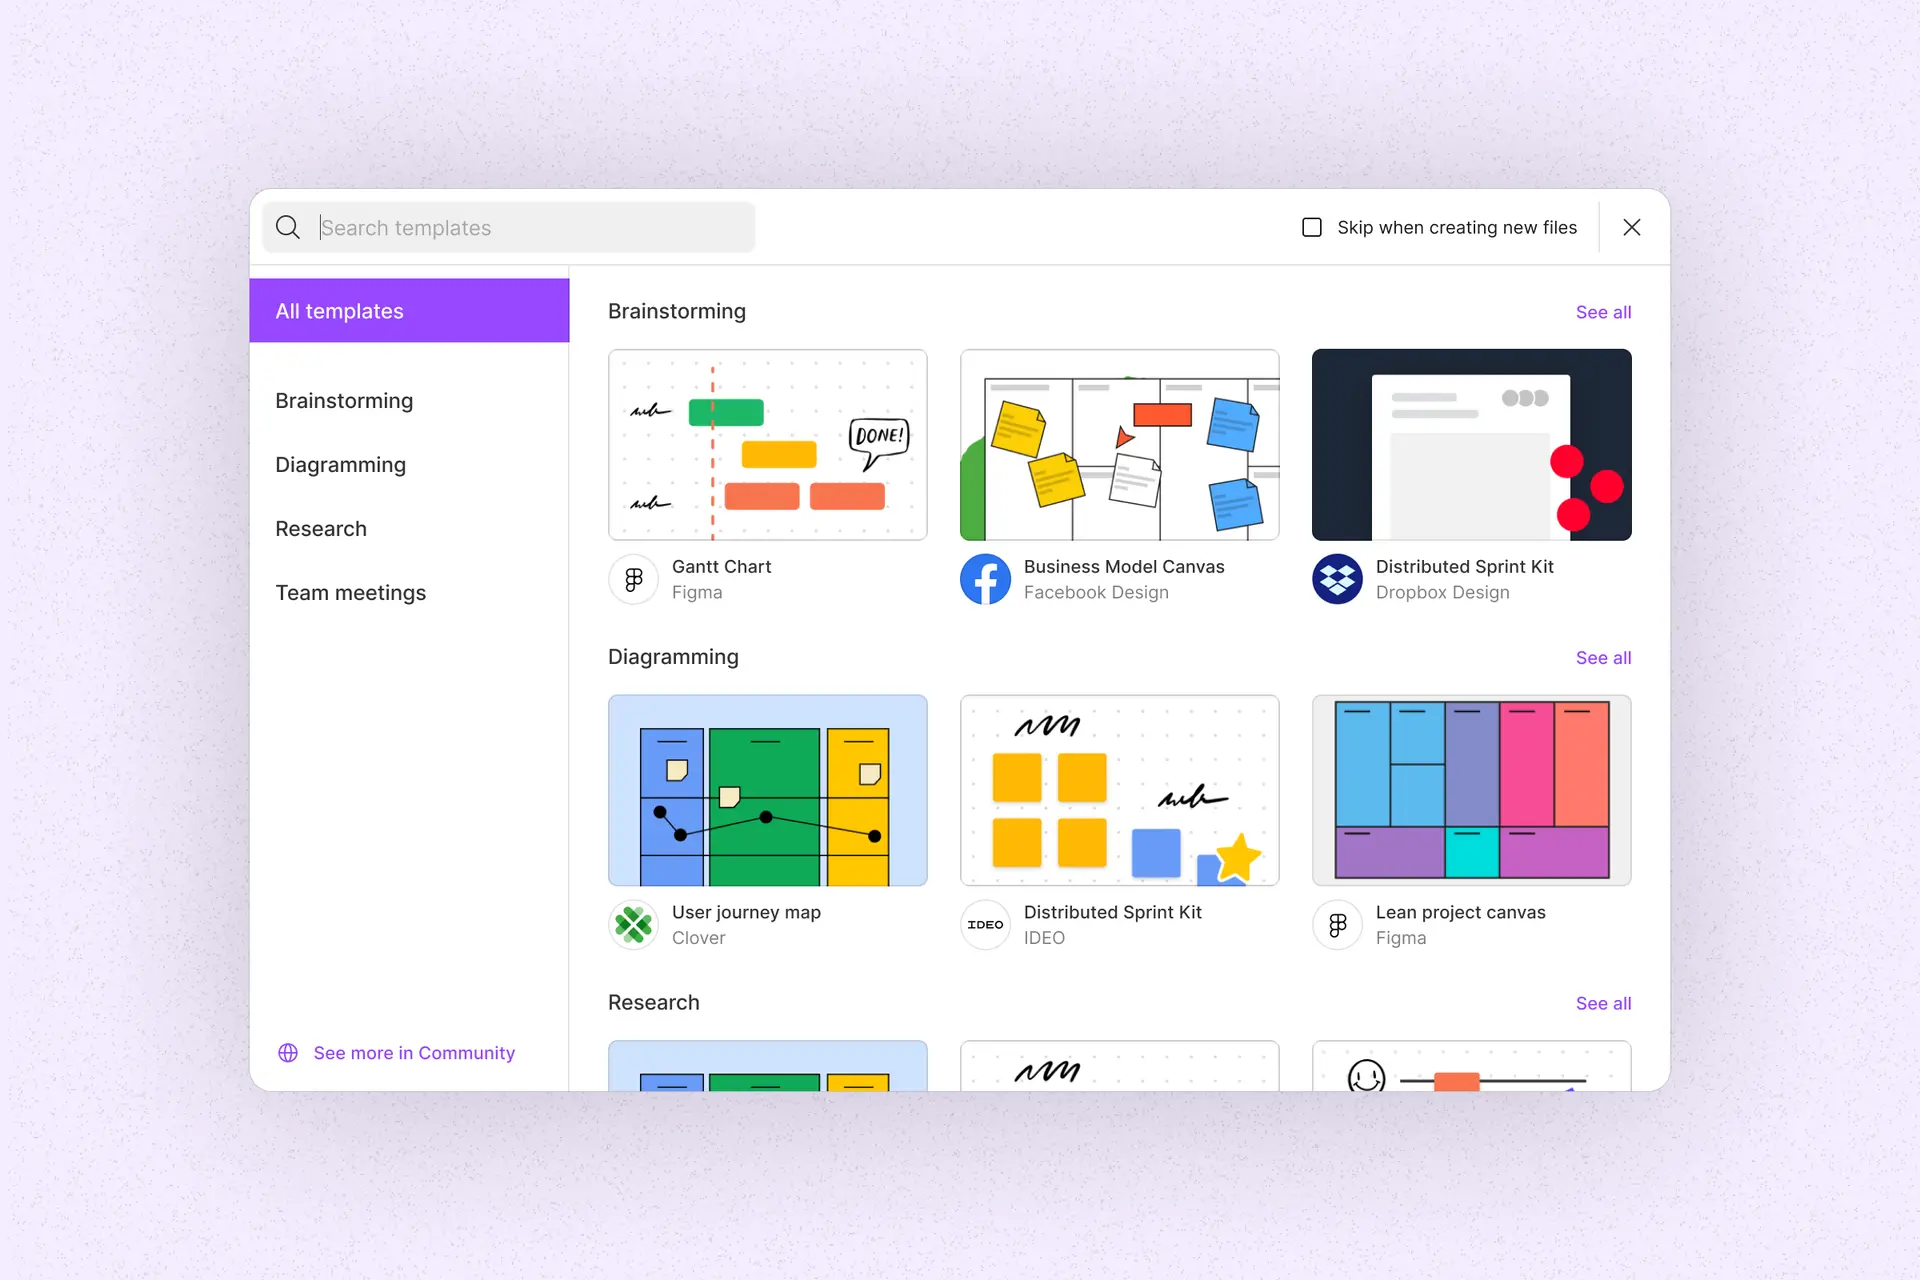 Search templates
Skip when creating new files
All templates
Brainstorming
Diagramming
Research
Team meetings
See more in Community
Brainstorming
See all
DONE!
Gantt Chart
Figma
Business Model Canvas
Facebook Design
Distributed Sprint Kit
Dropbox Design
Diagramming
See all
User journey map
Clover
IDEO
Distributed Sprint Kit
IDEO
Lean project canvas
Figma
Research
See all